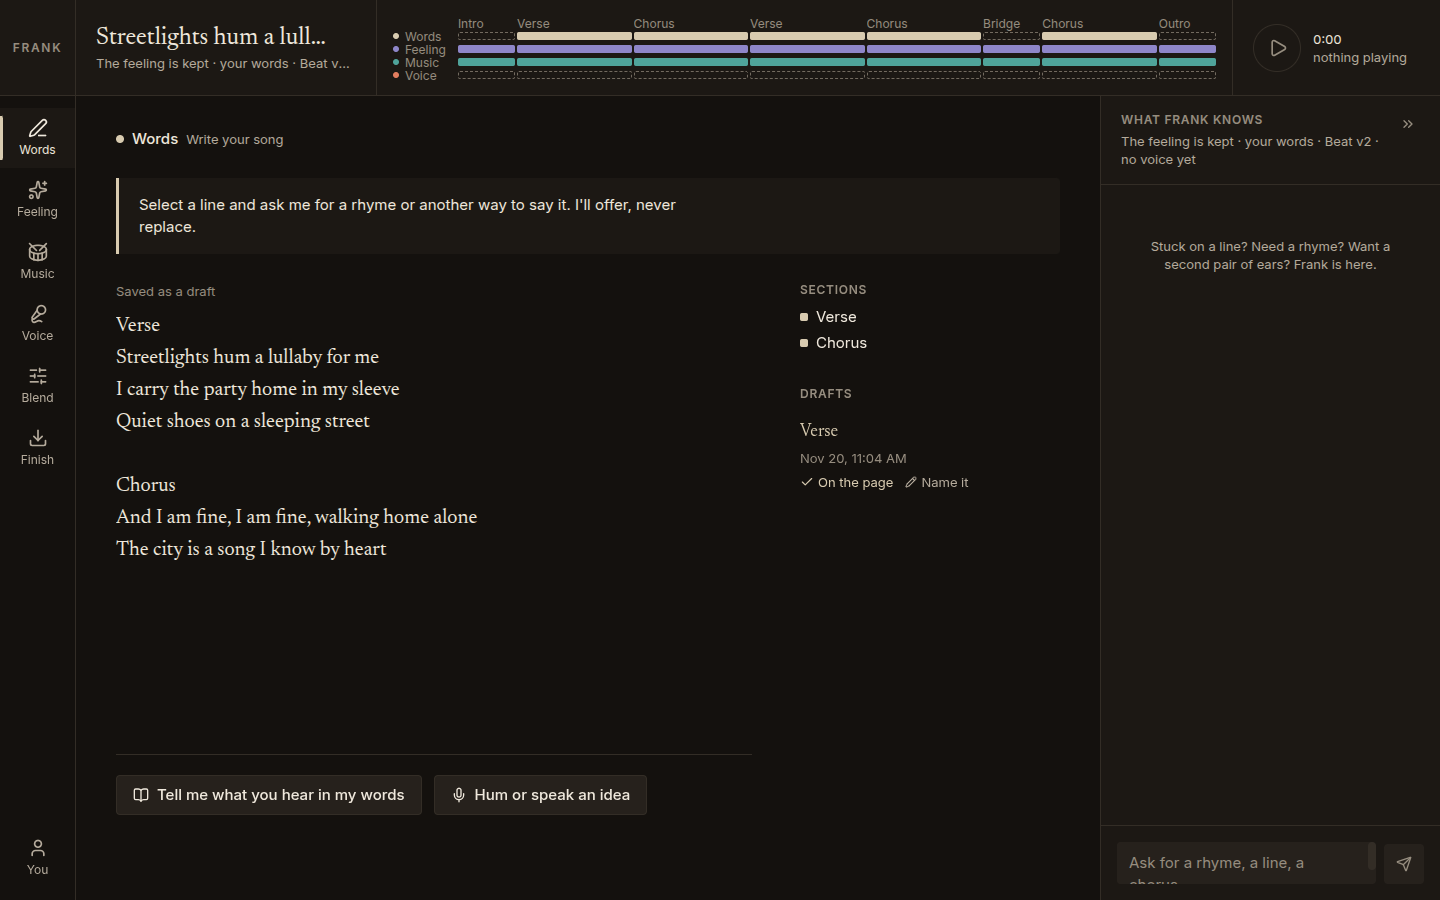 FRANK
Streetlights hum a lull...
The feeling is kept · your words · Beat v...
Intro Verse Chorus Verse Chorus Bridge Chorus Outro
Words
Feeling
Music
Voice
0:00
nothing playing
Words
Feeling
Music
Voice
Blend
Finish
You
Words Write your song
Select a line and ask me for a rhyme or another way to say it. I'll offer, never
replace.
Saved as a draft
Verse
Streetlights hum a lullaby for me
I carry the party home in my sleeve
Quiet shoes on a sleeping street
Chorus
And I am fine, I am fine, walking home alone
The city is a song I know by heart
SECTIONS
Verse
Chorus
DRAFTS
Verse
Nov 20, 11:04 AM
On the page Name it
Tell me what you hear in my words
Hum or speak an idea
WHAT FRANK KNOWS
The feeling is kept · your words · Beat v2 ·
no voice yet
Stuck on a line? Need a rhyme? Want a
second pair of ears? Frank is here.
Ask for a rhyme, a line, a